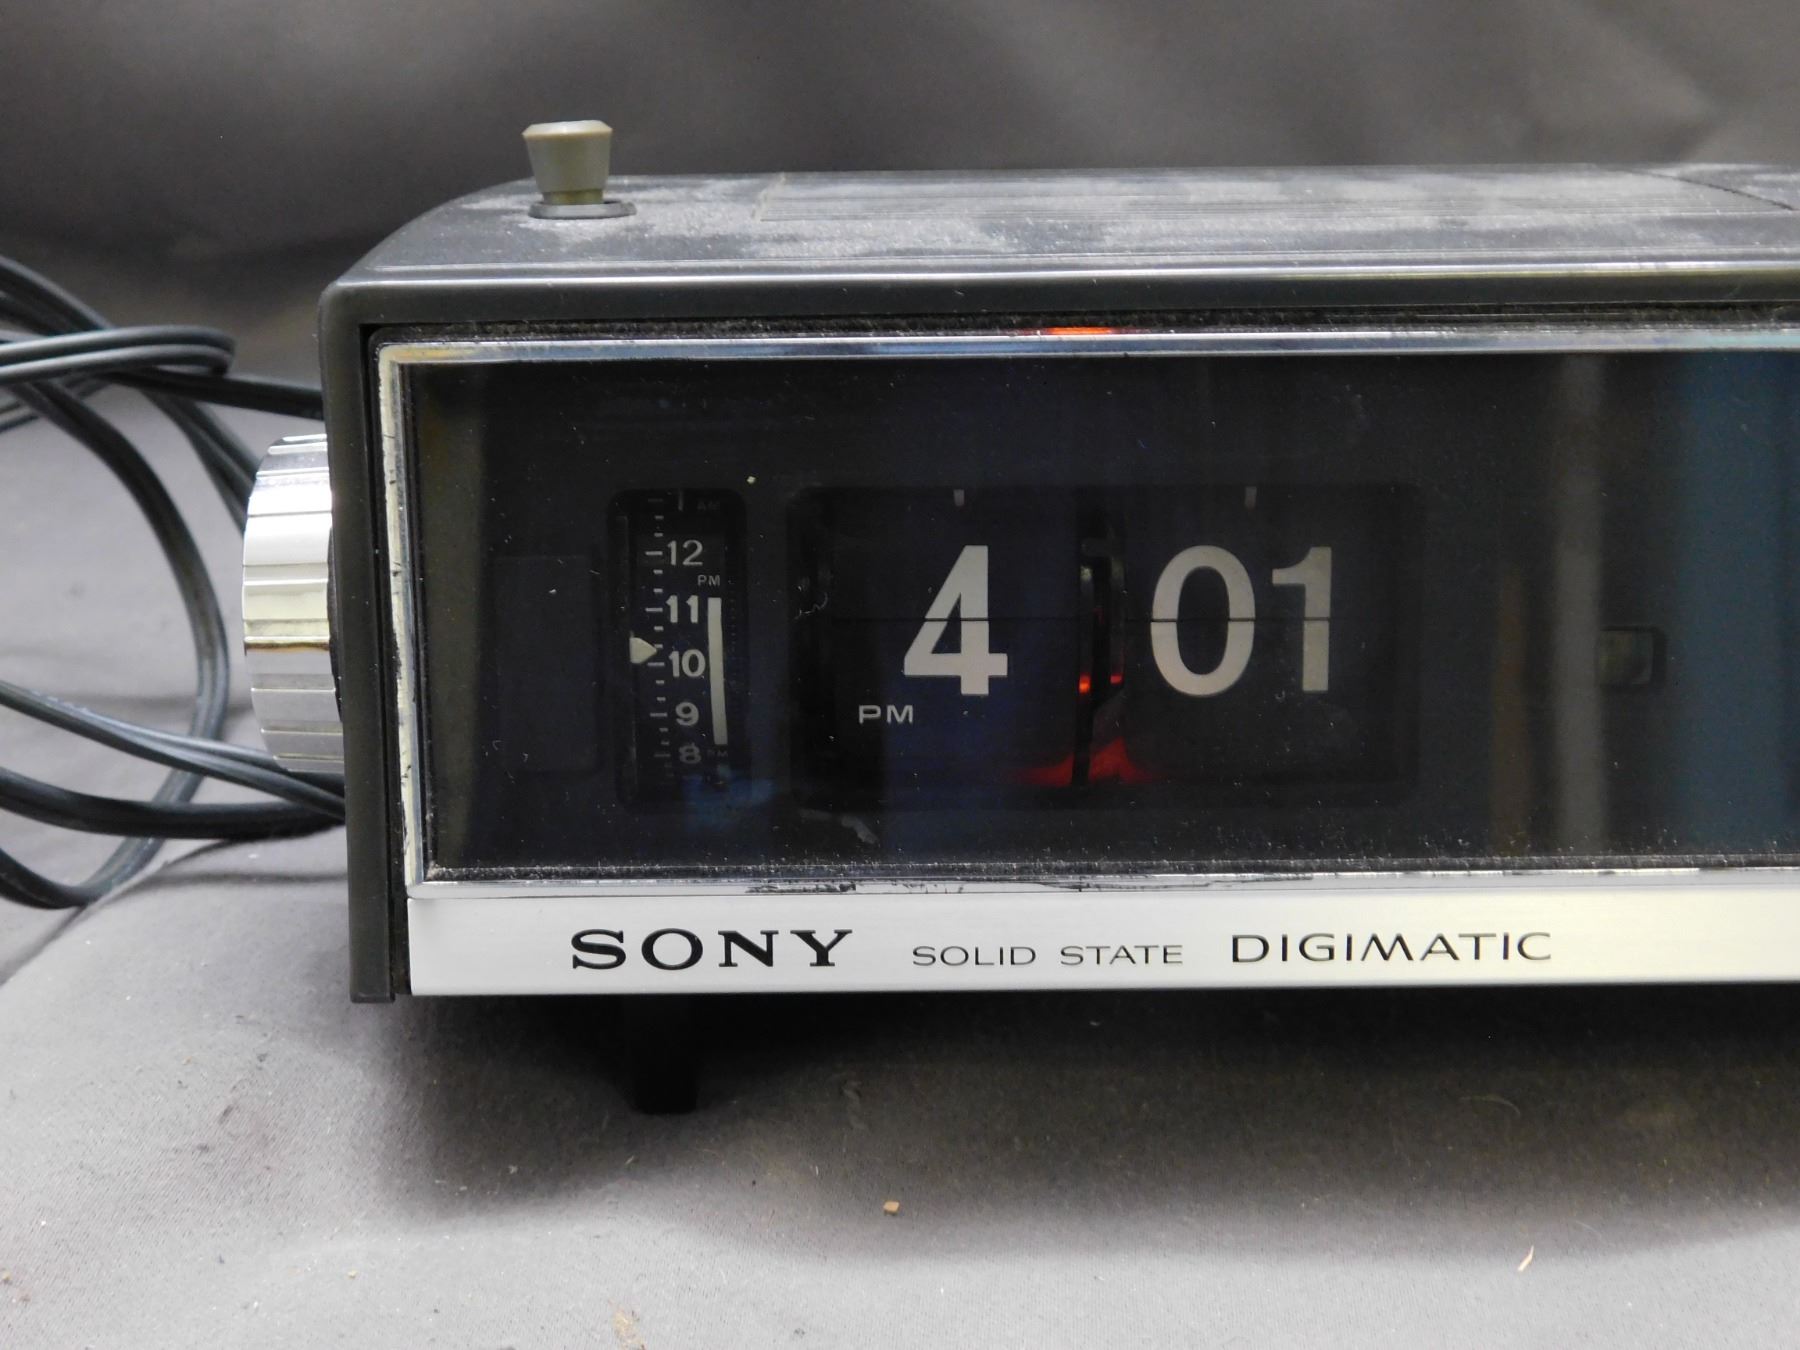 AM
12
PM
11
10
9
8
PM
4 01
PM
SONY SOLID STATE DIGIMATIC